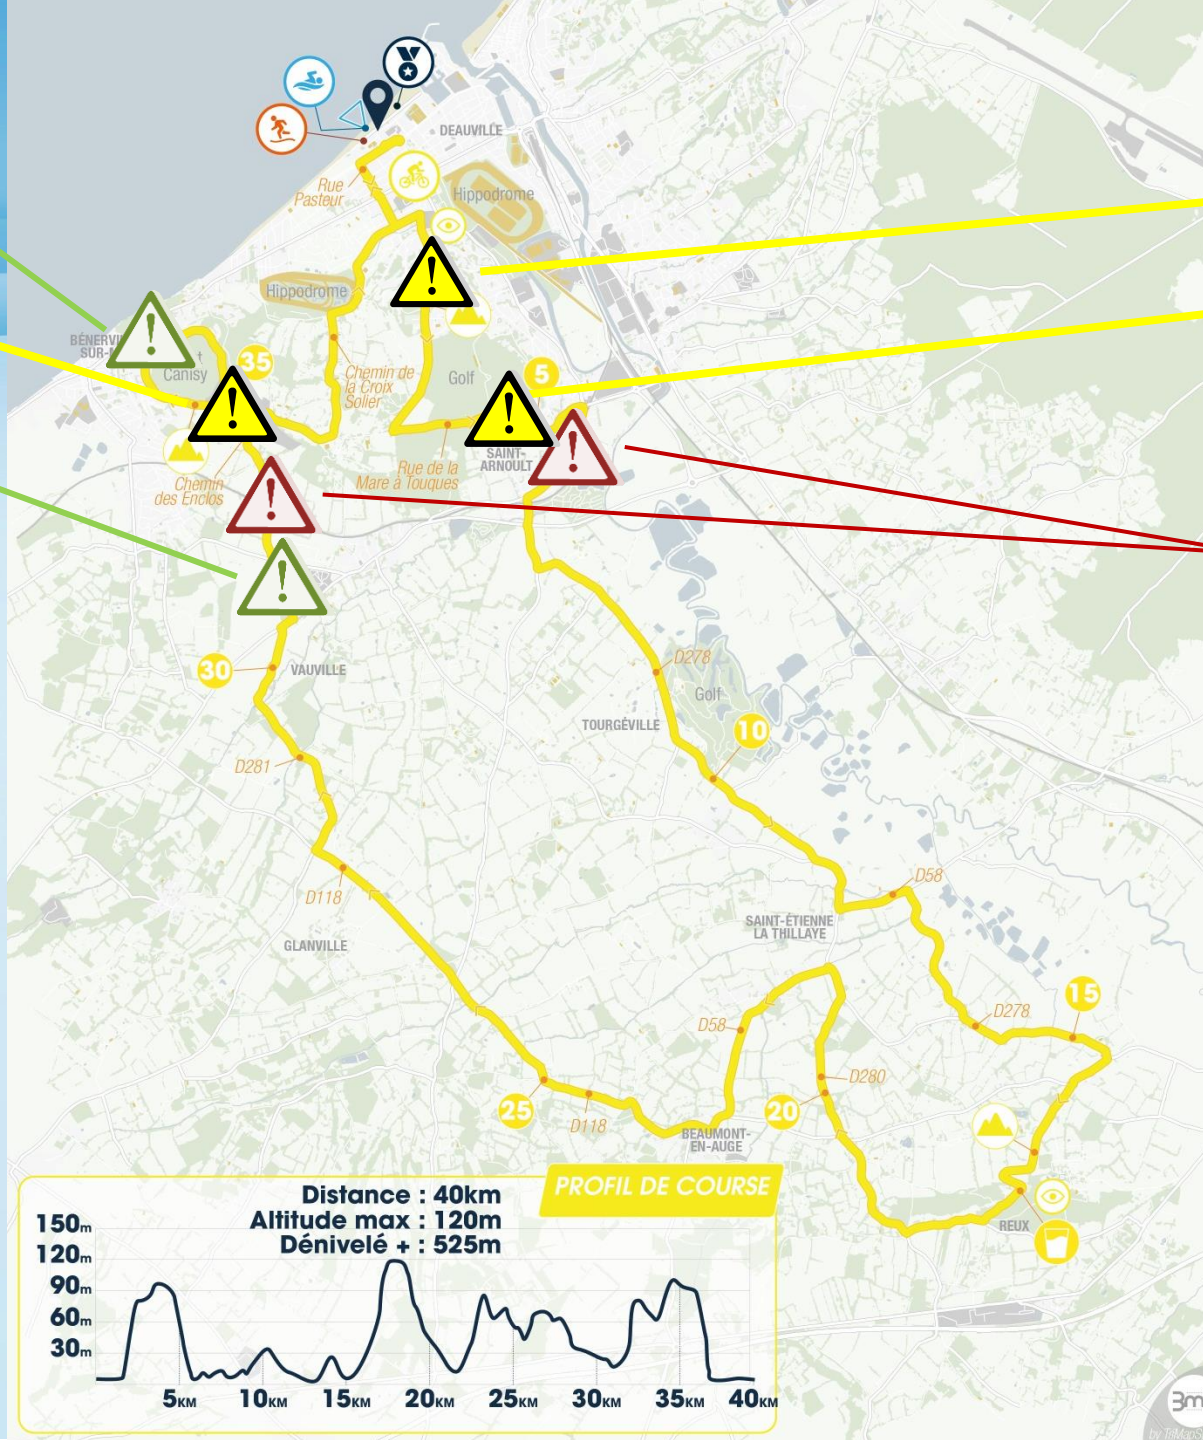 DEAUVILLE
Rue
Pasteur
Hippodrome
Hippodrome
BÉNERVI
SUR-
Canisy
35
Chemin de
la Croix
Solier
Golf
5
SAINT-
ARNOULT
Rue de la
Mare à Touques
Chemin
des Enclos
30
VAUVILLE
D278
Golf
TOURGÉVILLE
10
D281
D118
D58
SAINT-ÉTIENNE
LA THILLAYE
GLANVILLE
15
D278
D58
D280
25
20
D118
BEAUMONT-
EN-AUGE
REUX
PROFIL DE COURSE
Distance : 40km
Altitude max : 120m
Dénivelé + : 525m
150m
120m
90m
60m
30m
5KM 10KM 15KM 20KM 25KM 30KM 35KM 40KM
3m
by TriMaps